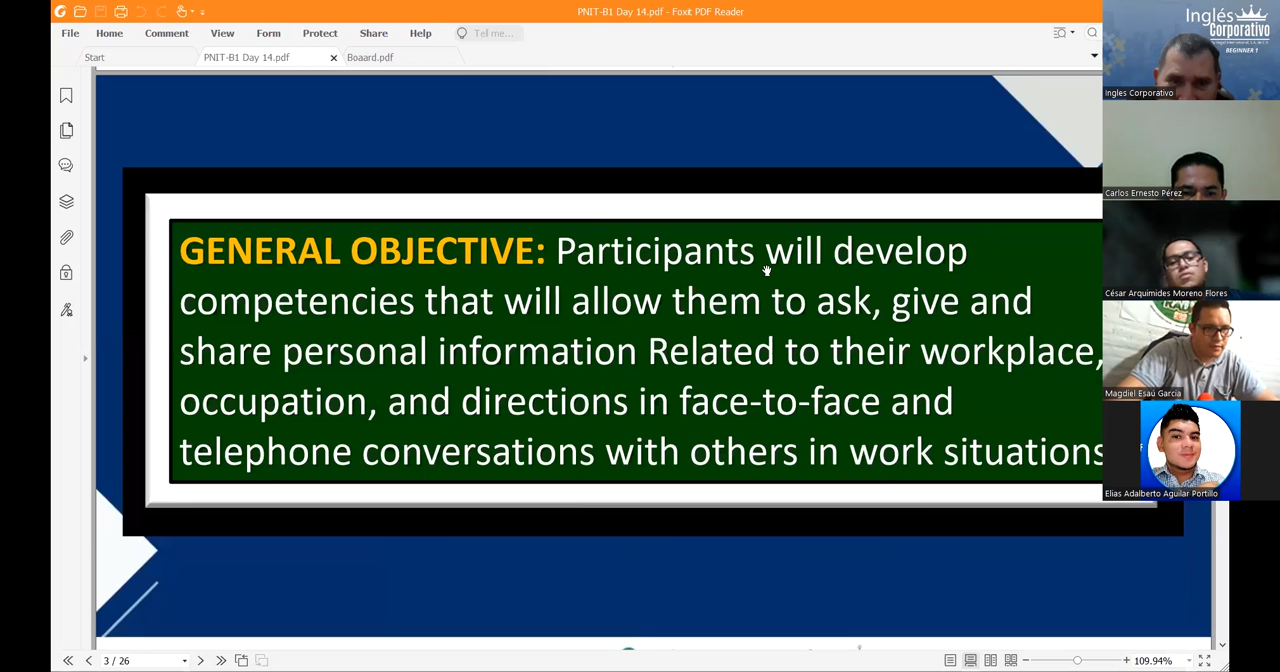 PNIT-B1 Day 14.pdf - Foxit PDF Reader
File Home Comment View Form Protect Share Help Tell me...
Start PNIT-B1 Day 14.pdf Boaard.pdf
GENERAL OBJECTIVE: Participants will develop
competencies that will allow them to ask, give and
share personal information Related to their workplace,
occupation, and directions in face-to-face and
telephone conversations with others in work situations
Inglés
Corporativo
BEGINNER 1
Ingles Corporativo
Carlos Ernesto Pérez
César Arquimides Moreno Flores
Magdiel Esaú García
Elias Adalberto Aguilar Portillo
3 / 26
109.94%